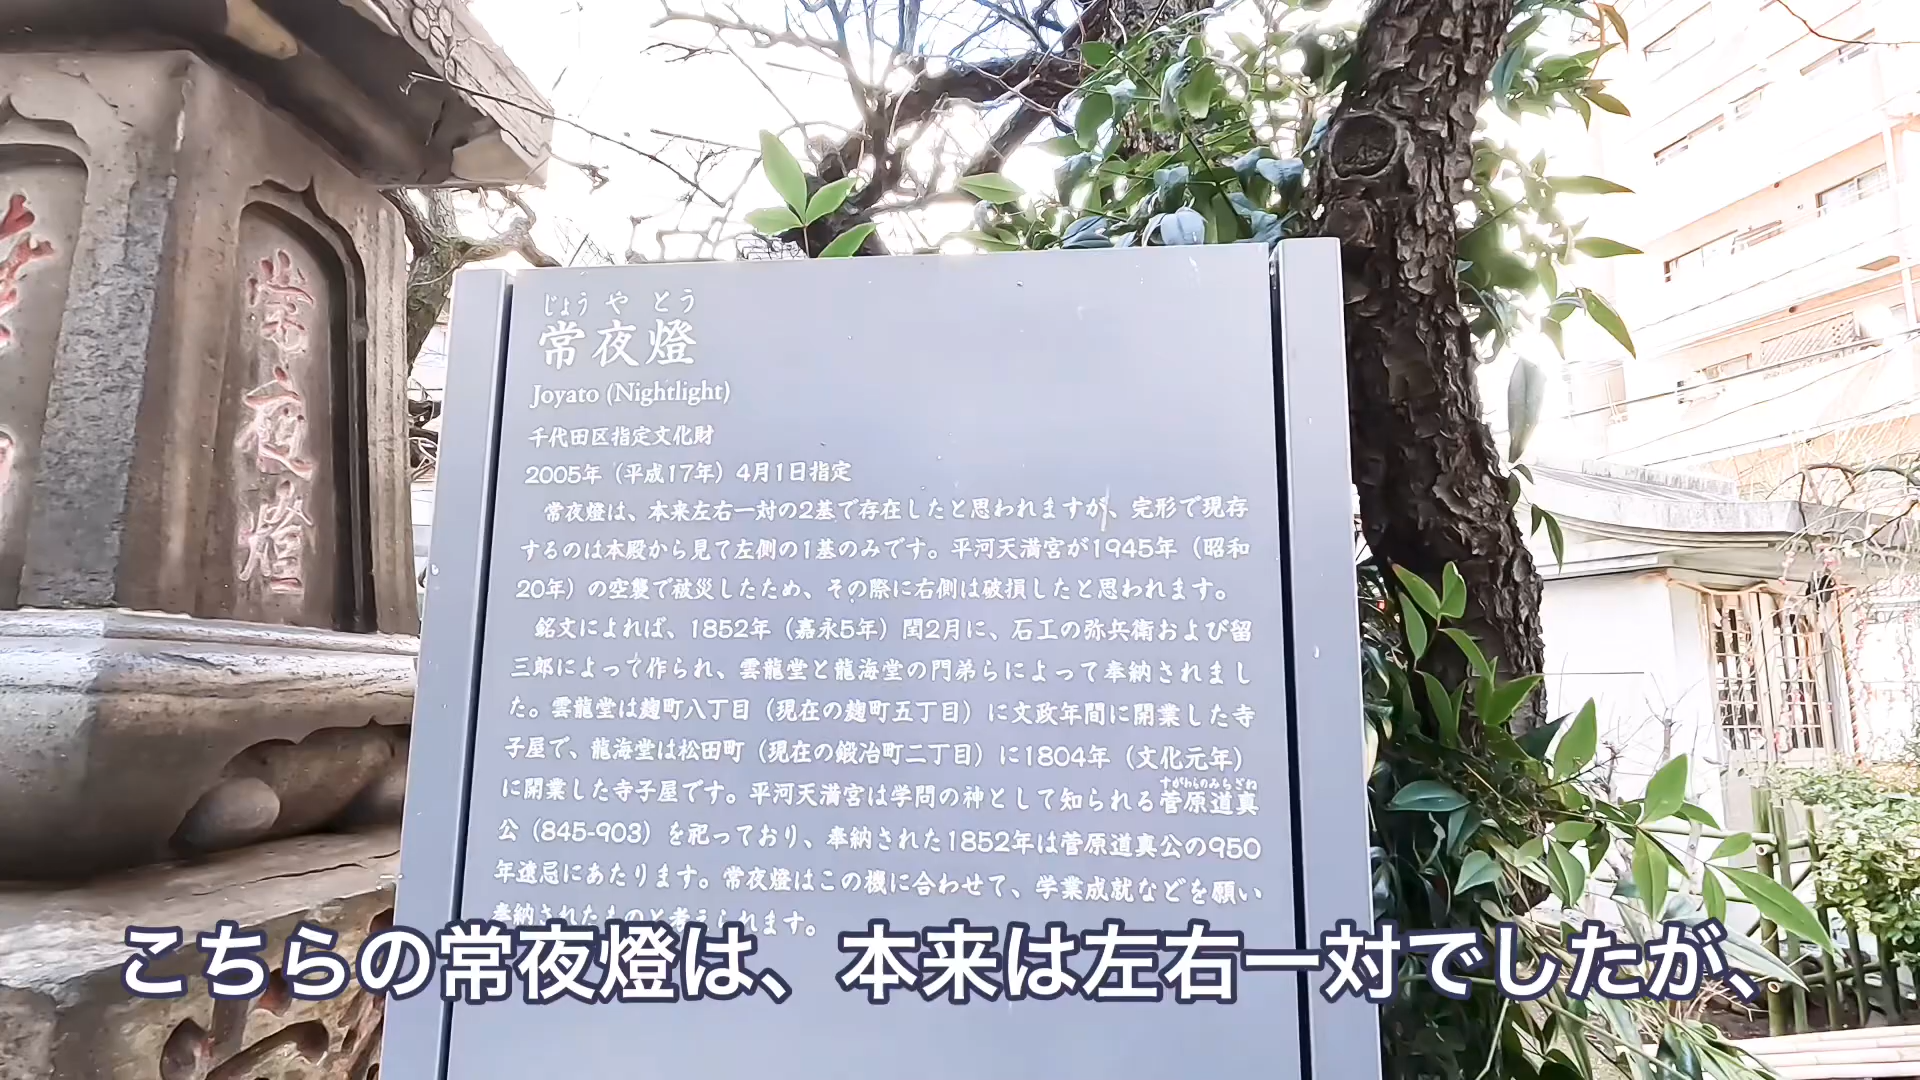 常夜燈
じょうやとう
常夜燈
Joyato (Nightlight)
千代田区指定文化財
2005年（平成17年）4月1日指定
常夜燈は、本来左右一対の2基で存在したと思われますが、完形で現存
するのは本殿から見て左側の1基のみです。平河天満宮が1945年（昭和
20年）の空襲で被災したため、その際に右側は破損したと思われます。
銘文によれば、1852年（嘉永5年）閏2月に、石工の弥兵衛および留
三郎によって作られ、雲龍堂と龍海堂の門弟らによって奉納されまし
た。雲龍堂は麹町八丁目（現在の麹町五丁目）に文政年間に開業した寺
子屋で、龍海堂は松田町（現在の鍛冶町二丁目）に1804年（文化元年）
に開業した寺子屋です。平河天満宮は学問の神として知られる菅原道真
すがわらのみちざね
公（845-903）を祀っており、奉納された1852年は菅原道真公の950
年遠忌にあたります。常夜燈はこの機に合わせて、学業成就などを願い
奉納されたものと考えられます。
こちらの常夜燈は、本来は左右一対でしたが、